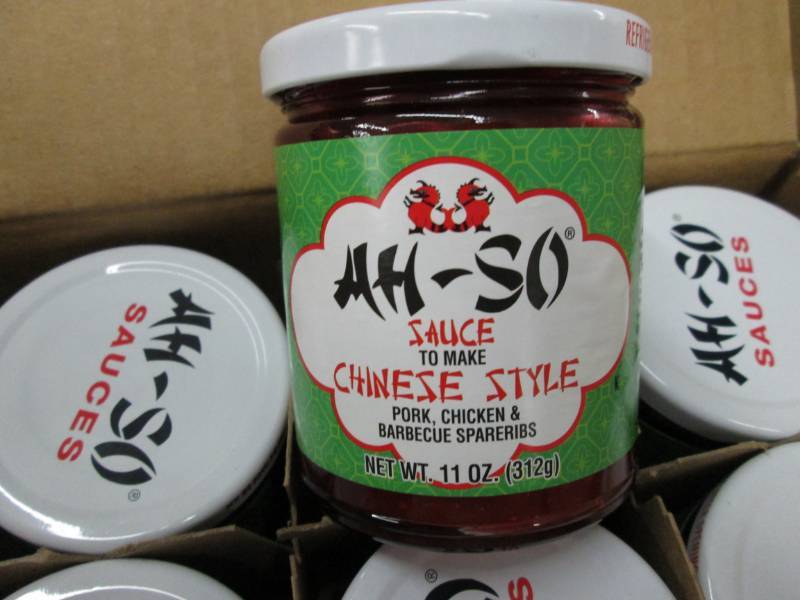 AH-SO®
SAUCE
TO MAKE
CHINESE STYLE
PORK, CHICKEN &
BARBECUE SPARERIBS
NET WT. 11 OZ. (312g)
AH-SO®
SAUCES
AH-SO®
SAUCES